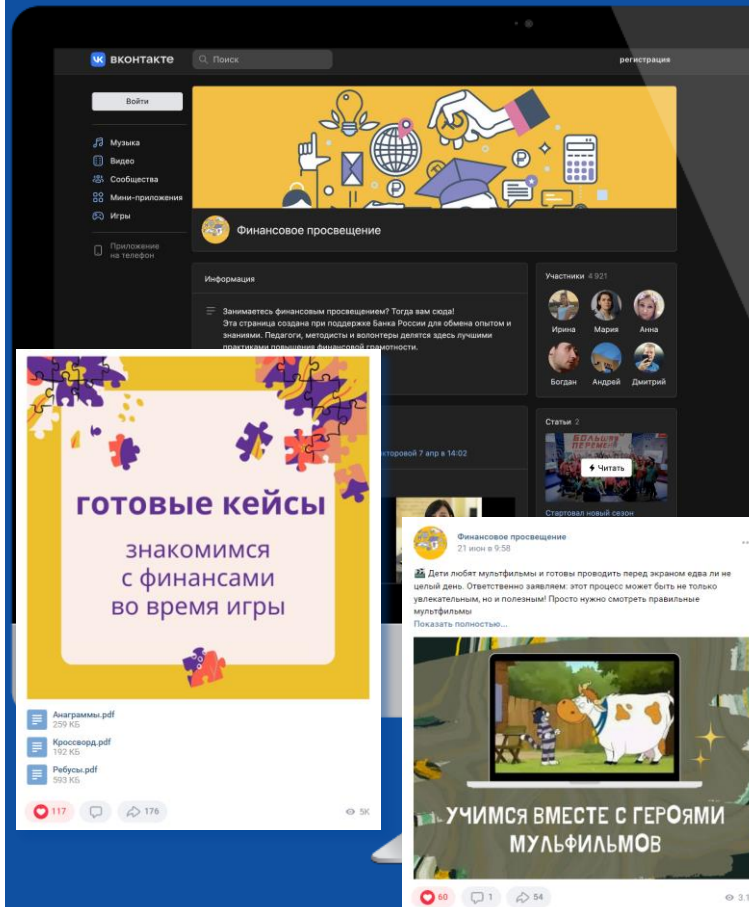 вконтакте
Поиск
регистрация
Войти
Музыка
Видео
Сообщества
Мини-приложения
Игры
Приложение
на телефон
Финансовое просвещение
Информация
Занимаетесь финансовым просвещением? Тогда вам сюда!
Эта страница создана при поддержке Банка России для обмена опытом и
знаниями. Педагоги, методисты и волонтеры делятся здесь лучшими
практиками повышения финансовой грамотности.
Участники 4 921
Ирина Мария Анна
Богдан Андрей Дмитрий
7 апр в 14:02
Статьи 2
БОЛЬШИЕ
ПЕРЕМЕНЫ
Читать
Стартовал новый сезон
готовые кейсы
знакомимся
с финансами
во время игры
Анаграммы.pdf
259 КБ
Кроссворд.pdf
192 КБ
Ребусы.pdf
593 КБ
117 176 5K
Финансовое просвещение
21 июн в 9:58
Дети любят мультфильмы и готовы проводить перед экраном едва ли не
целый день. Ответственно заявляем: этот процесс может быть не только
увлекательным, но и полезным! Просто нужно смотреть правильные
мультфильмы
Показать полностью...
УЧИМСЯ ВМЕСТЕ С ГЕРОЯМИ
МУЛЬФИЛЬМОВ
60 1 54